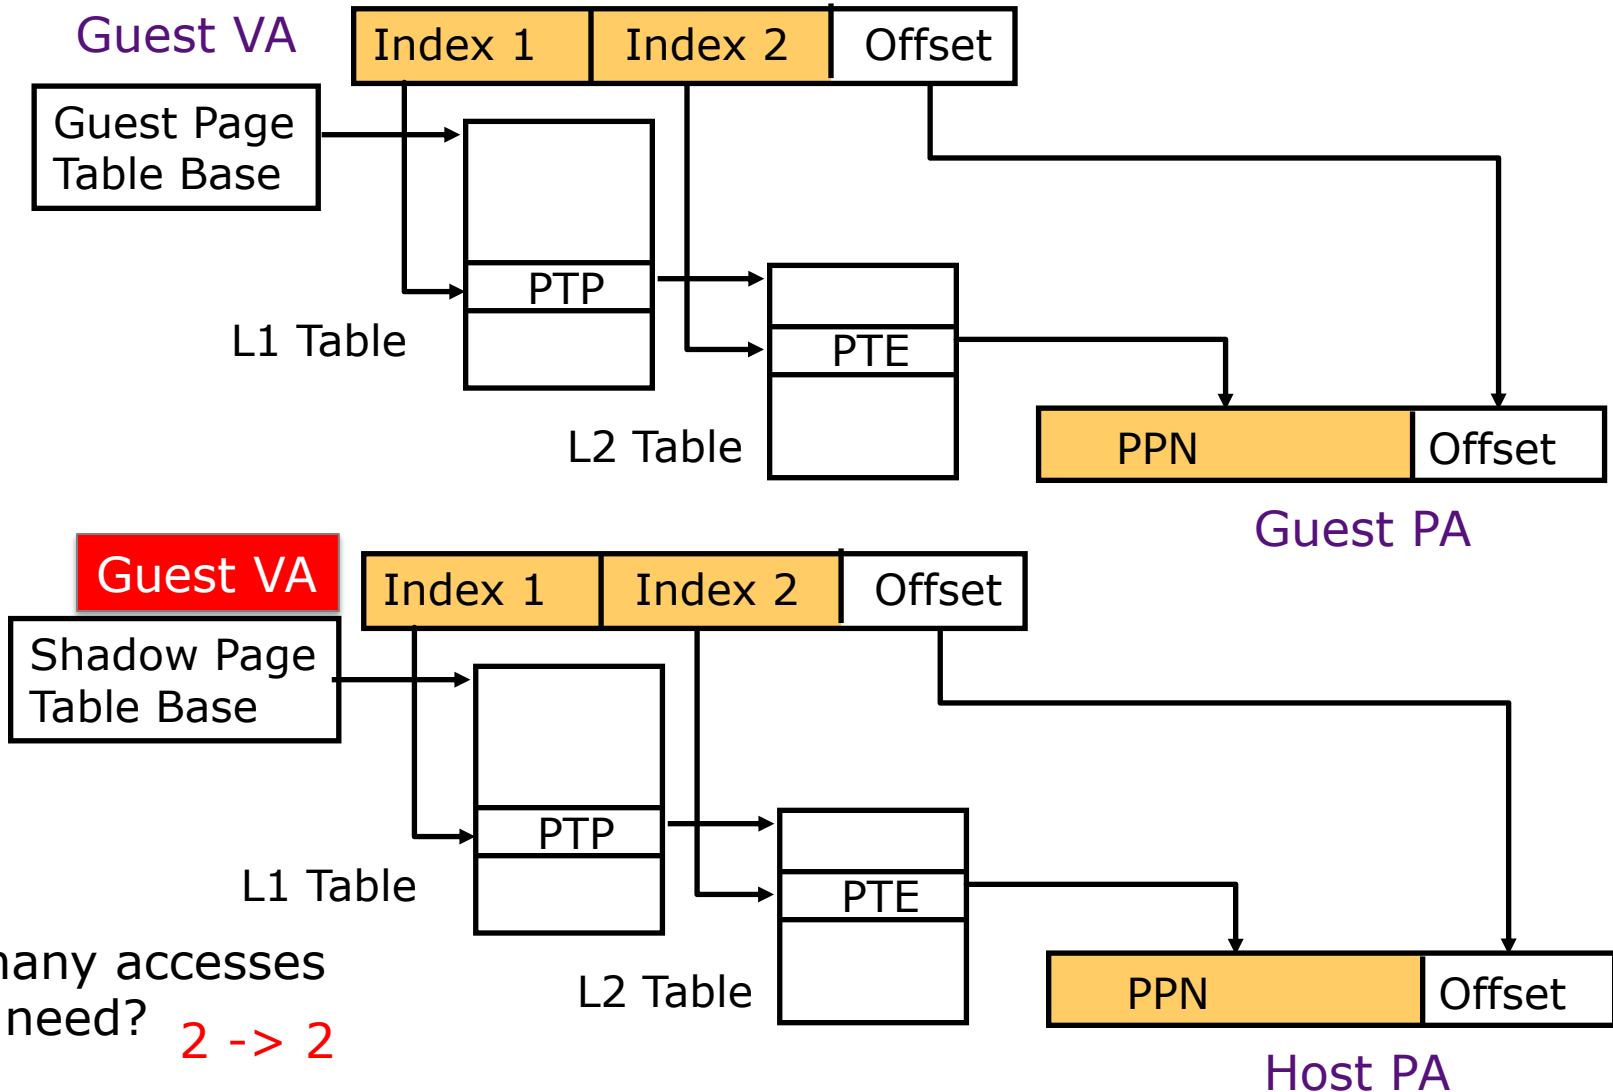 Guest VA
Index 1 Index 2 Offset
Guest Page
Table Base
PTP
L1 Table
PTE
L2 Table
PPN Offset
Guest PA
Guest VA
Index 1 Index 2 Offset
Shadow Page
Table Base
PTP
L1 Table
PTE
many accesses
L2 Table
PPN Offset
need?
2 -> 2
Host PA